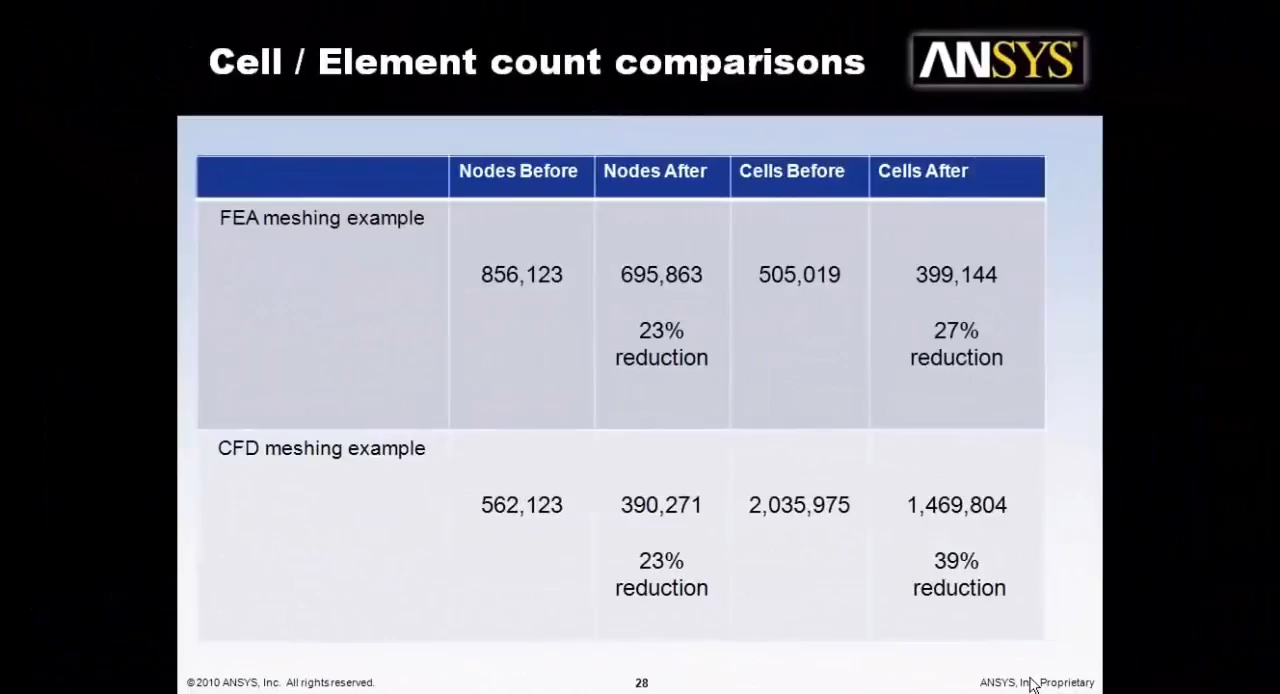 Cell / Element count comparisons
ANSYS
Nodes Before Nodes After Cells Before Cells After
FEA meshing example
856,123 695,863 505,019 399,144
23% 27%
reduction reduction
CFD meshing example
562,123 390,271 2,035,975 1,469,804
23% 39%
reduction reduction
© 2010 ANSYS, Inc. All rights reserved. 28 ANSYS, Proprietary